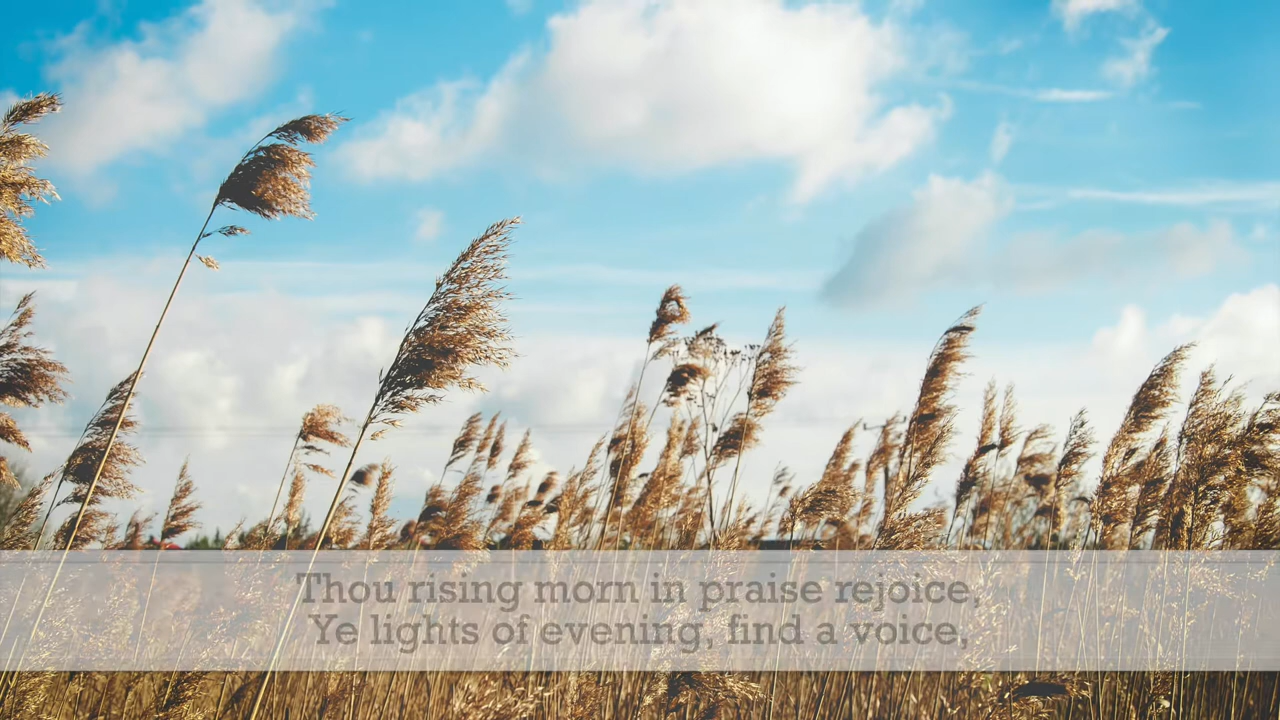 Thou rising morn in praise rejoice,
Ye lights of evening, find a voice,